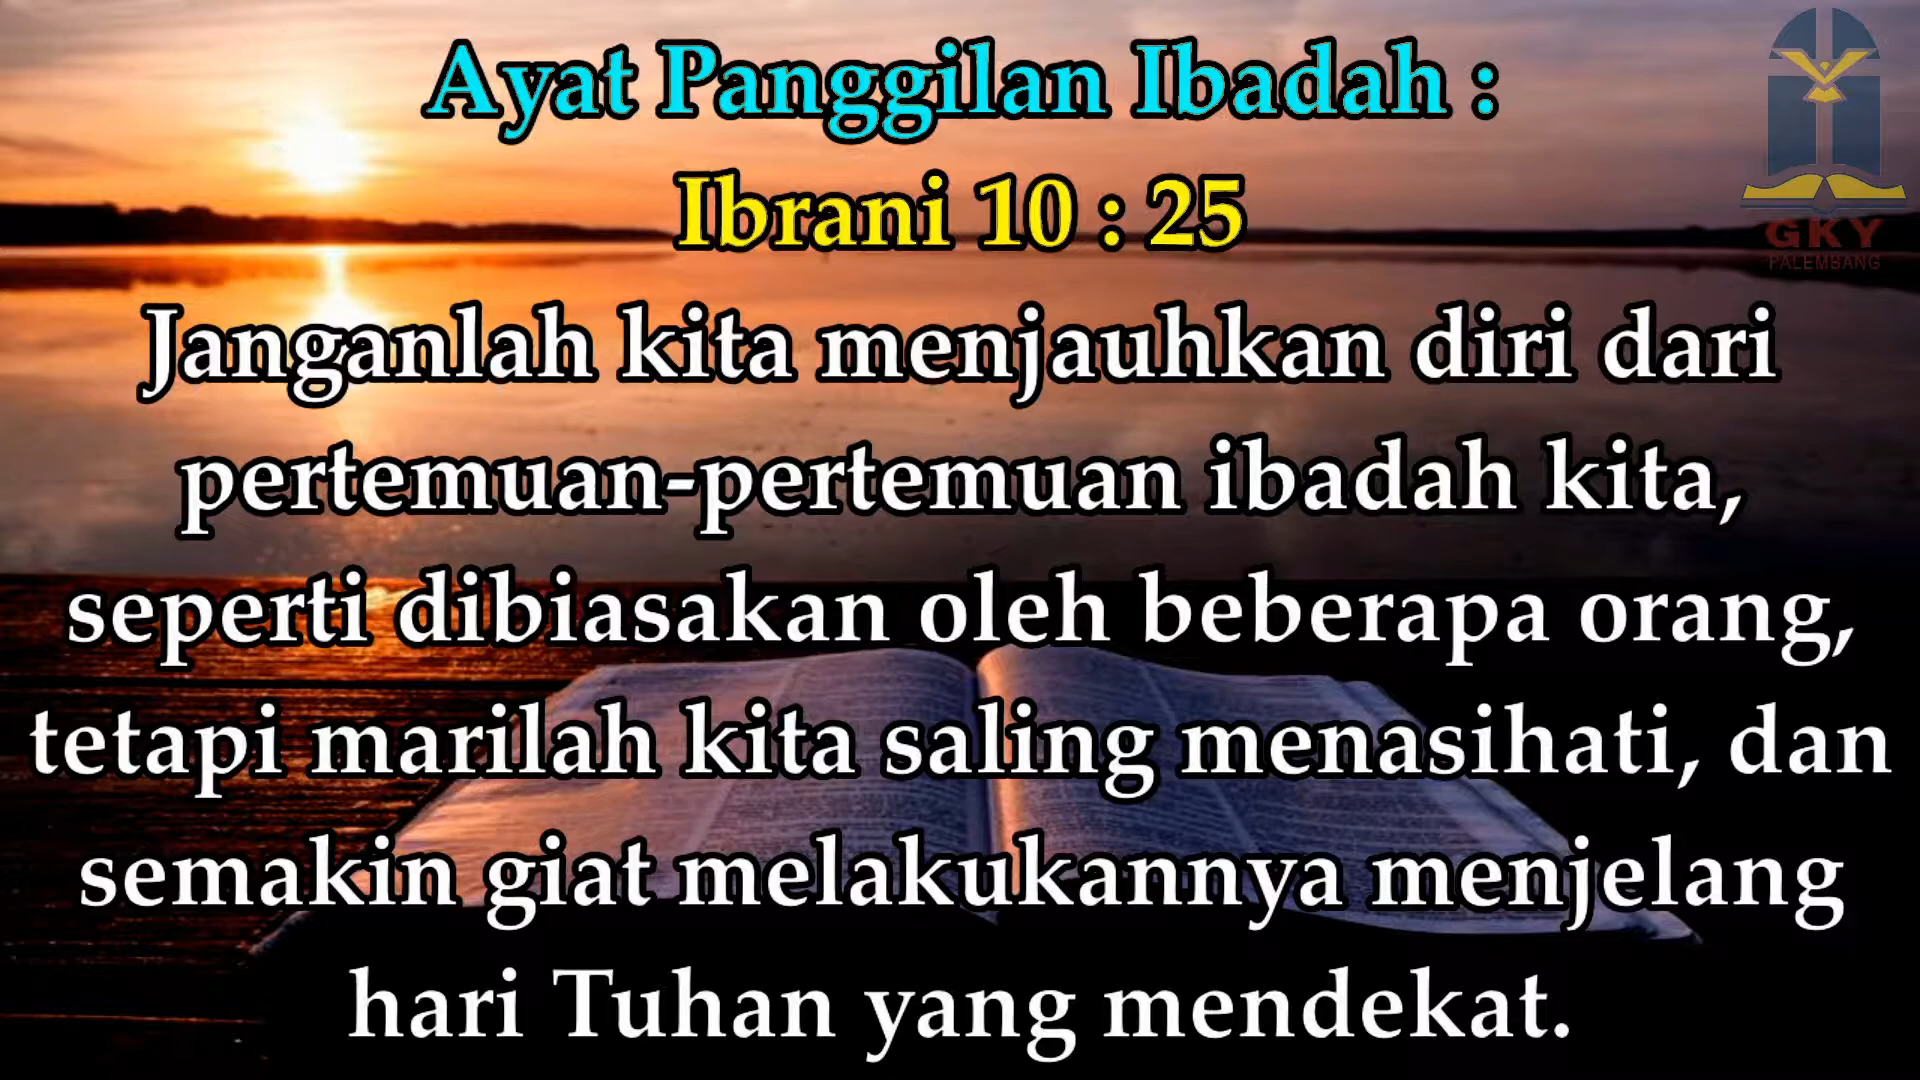 Ayat Panggilan Ibadah :
Ibrani 10 : 25
Janganlah kita menjauhkan diri dari
pertemuan-pertemuan ibadah kita,
seperti dibiasakan oleh beberapa orang,
tetapi marilah kita saling menasihati, dan
semakin giat melakukannya menjelang
hari Tuhan yang mendekat.
GKY
PALEMBANG